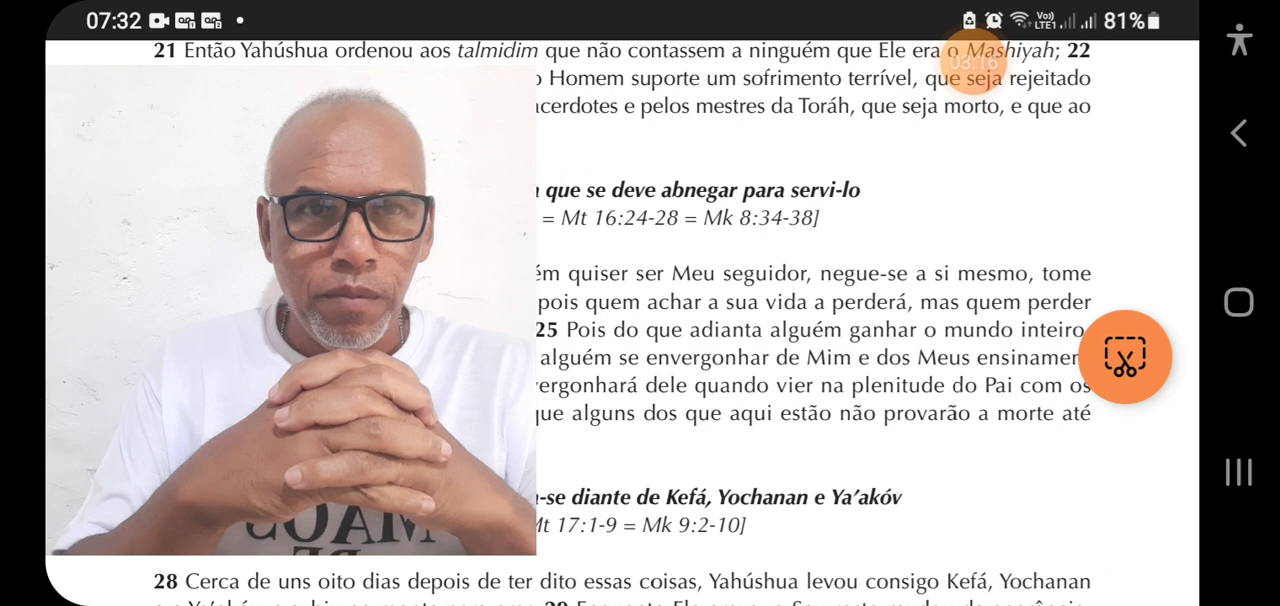 07:32
Vo)) LTE1 81%
21 Então Yahúshua ordenou aos talmidim que não contassem a ninguém que Ele era o Mashiyah; 22
03:16
Homem suporte um sofrimento terrível, que seja rejeitado
acerdotes e pelos mestres da Toráh, que seja morto, e que ao
que se deve abnegar para servi-lo
= Mt 16:24-28 = Mk 8:34-38]
ém quiser ser Meu seguidor, negue-se a si mesmo, tome
pois quem achar a sua vida a perderá, mas quem perder
25 Pois do que adianta alguém ganhar o mundo inteiro
alguém se envergonhar de Mim e dos Meus ensinamen
vergonhará dele quando vier na plenitude do Pai com os
que alguns dos que aqui estão não provarão a morte até
-se diante de Kefá, Yochanan e Ya'akóv
Mt 17:1-9 = Mk 9:2-10]
28 Cerca de uns oito dias depois de ter dito essas coisas, Yahúshua levou consigo Kefá, Yochanan